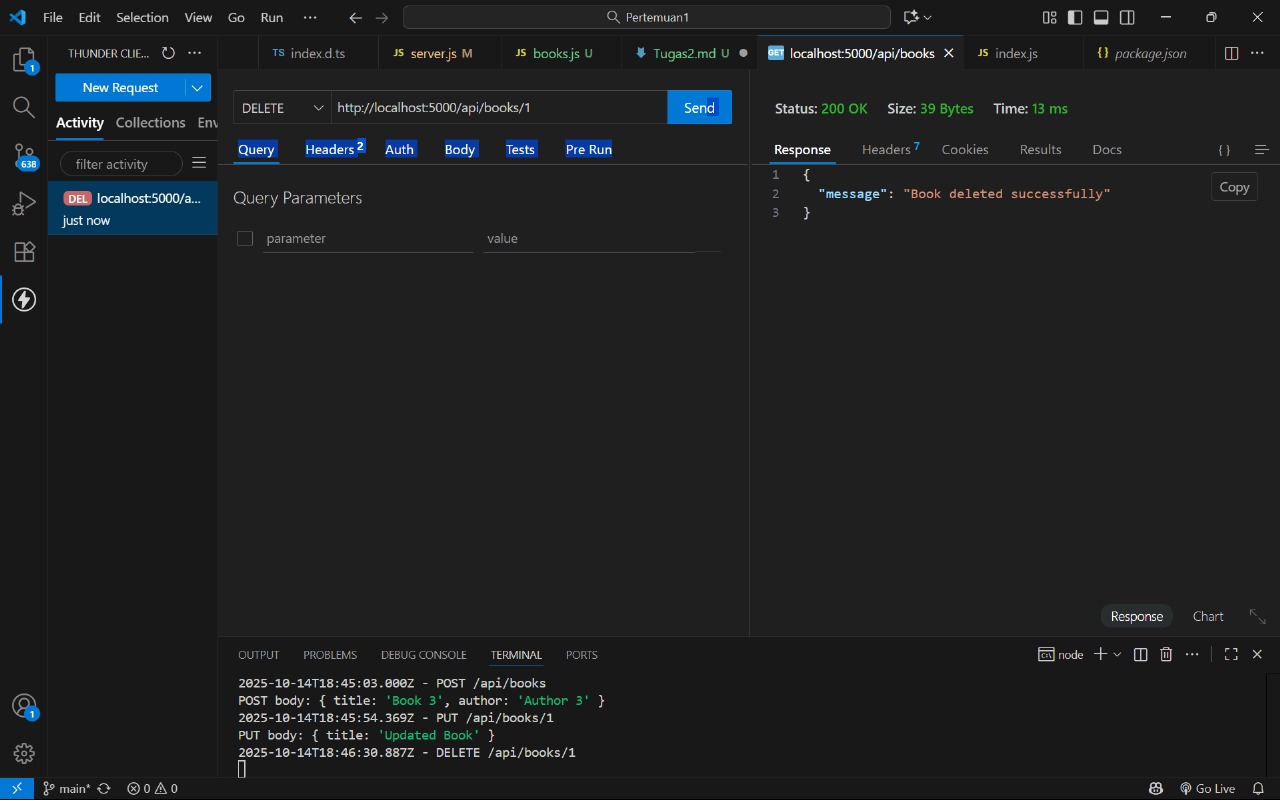 File Edit Selection View Go Run ··· Pertemuan1
THUNDER CLIE... ···
TS index.d.ts JS server.js M JS books.js U Tugas2.md U GET localhost:5000/api/books JS index.js {} package.json ···
New Request
Activity Collections Env
filter activity
DEL localhost:5000/a...
just now
1
638
1
DELETE http://localhost:5000/api/books/1 Send
Query Headers 2 Auth Body Tests Pre Run
Query Parameters
parameter value
Status: 200 OK Size: 39 Bytes Time: 13 ms
Response Headers 7 Cookies Results Docs {}
1 {
2 "message": "Book deleted successfully"
3 }
Copy
Response Chart
OUTPUT PROBLEMS DEBUG CONSOLE TERMINAL PORTS node ···
2025-10-14T18:45:03.000Z - POST /api/books
POST body: { title: 'Book 3', author: 'Author 3' }
2025-10-14T18:45:54.369Z - PUT /api/books/1
PUT body: { title: 'Updated Book' }
2025-10-14T18:46:30.887Z - DELETE /api/books/1
main* 0 0 Go Live